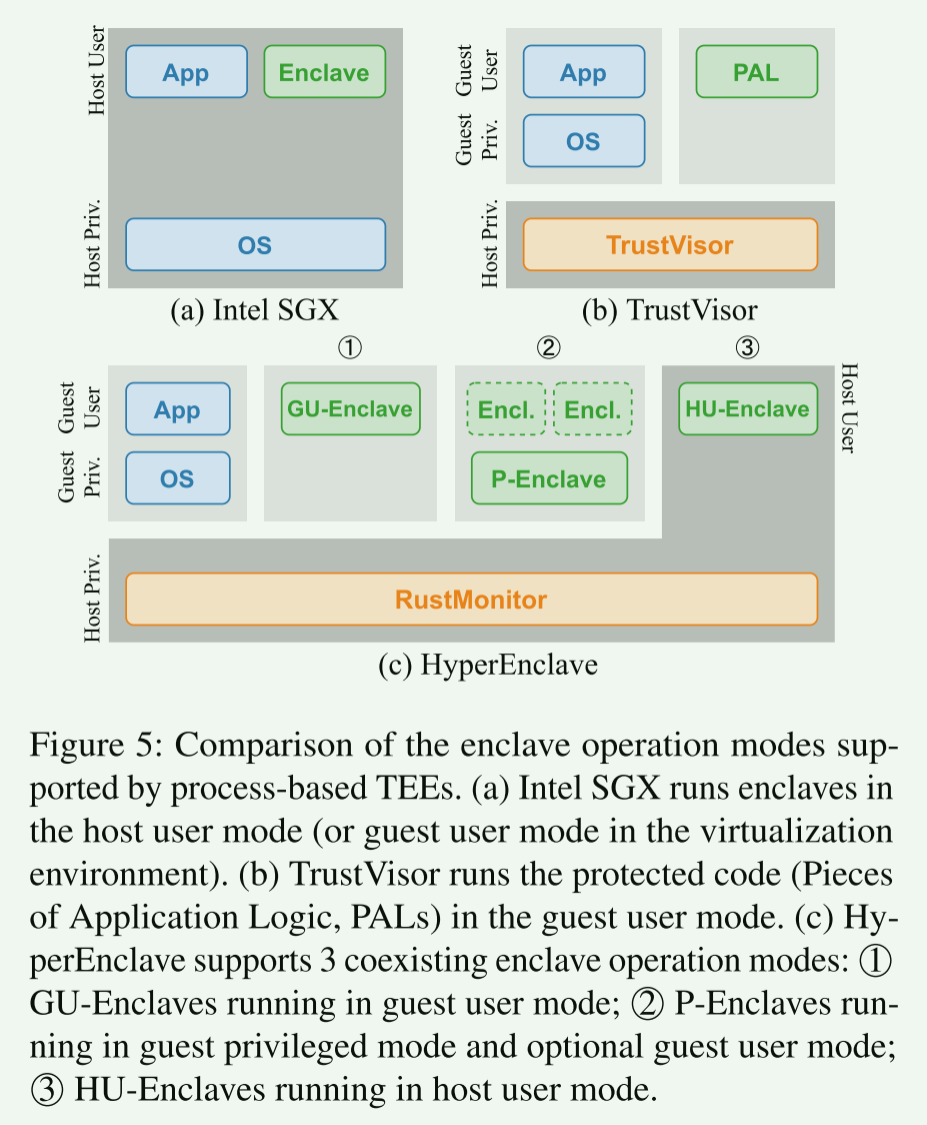 Host User
App
Enclave
Host Priv.
OS
(a) Intel SGX
Guest User
App
PAL
Guest Priv.
OS
Host Priv.
TrustVisor
(b) TrustVisor
① ② ③
Guest User
App
GU-Enclave
Encl.
Encl.
HU-Enclave
Host User
Guest Priv.
OS
P-Enclave
Host Priv.
RustMonitor
(c) HyperEnclave
Figure 5: Comparison of the enclave operation modes sup-
ported by process-based TEEs. (a) Intel SGX runs enclaves in
the host user mode (or guest user mode in the virtualization
environment). (b) TrustVisor runs the protected code (Pieces
of Application Logic, PALs) in the guest user mode. (c) Hy-
perEnclave supports 3 coexisting enclave operation modes: ①
GU-Enclaves running in guest user mode; ② P-Enclaves run-
ning in guest privileged mode and optional guest user mode;
③ HU-Enclaves running in host user mode.